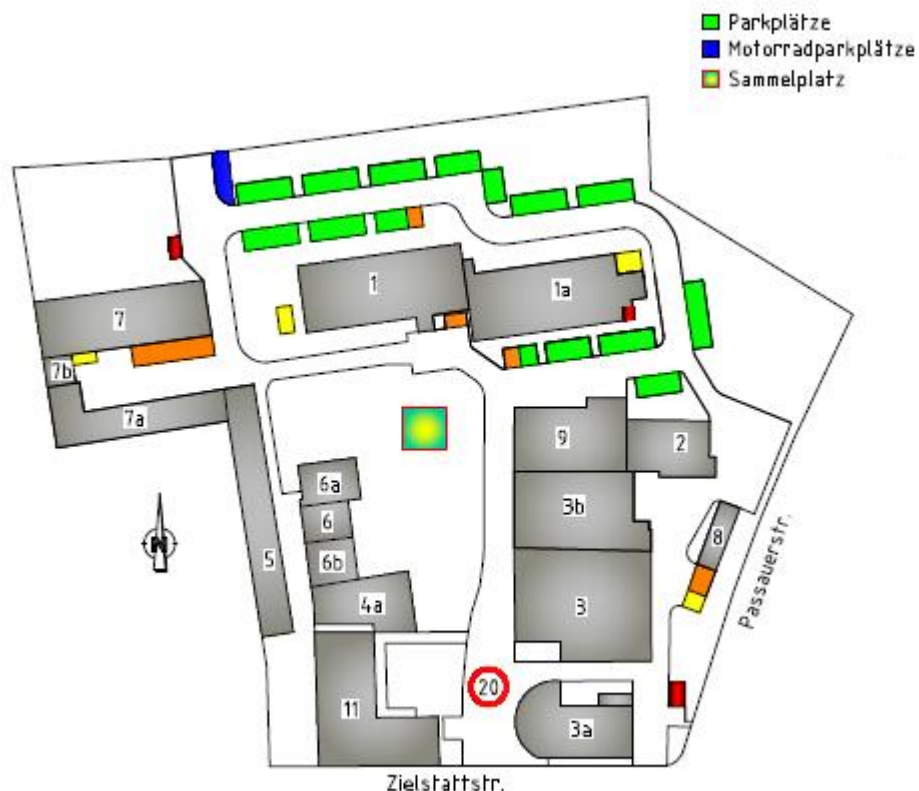 Parkplätze
Motorradparkplätze
Sammelplatz
1
1a
7
7b
7a
9
2
6a
3b
6
5
8
6b
4a
3
Passauerstr.
N
20
11
3a
Zielstattstr.